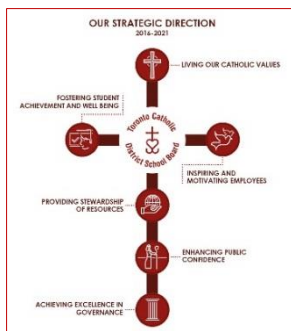 OUR STRATEGIC DIRECTION
2016-2021
LIVING OUR CATHOLIC VALUES
FOSTERING STUDENT
ACHIEVEMENT AND WELL BEING
Toronto Catholic
District School Board
INSPIRING AND
MOTIVATING EMPLOYEES
PROVIDING STEWARDSHIP
OF RESOURCES
ENHANCING PUBLIC
CONFIDENCE
ACHIEVING EXCELLENCE IN
GOVERNANCE